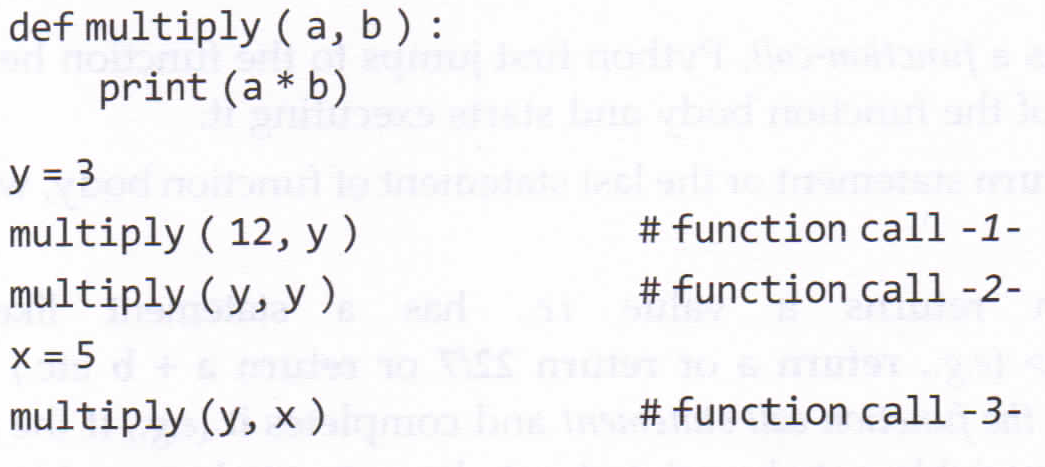 def multiply ( a, b ) :
    print (a * b)
y = 3
multiply ( 12, y ) # function call -1-
multiply ( y, y ) # function call -2-
x = 5
multiply (y, x ) # function call -3-